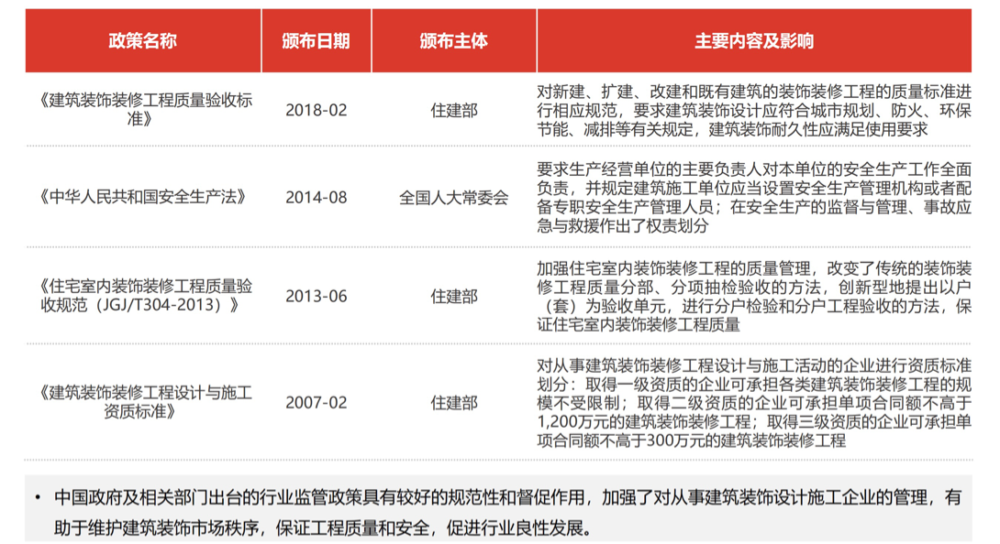 政策名称
颁布日期
颁布主体
主要内容及影响
《建筑装饰装修工程质量验收标
准》
2018-02
住建部
对新建、扩建、改建和既有建筑的装饰装修工程的质量标准进
行相应规范，要求建筑装饰设计应符合城市规划、防火、环保
节能、减排等有关规定，建筑装饰耐久性应满足使用要求
《中华人民共和国安全生产法》
2014-08
全国人大常委会
要求生产经营单位的主要负责人对本单位的安全生产工作全面
负责，并规定建筑施工单位应当设置安全生产管理机构或者配
备专职安全生产管理人员；在安全生产的监督与管理、事故应
急与救援作出了权责划分
《住宅室内装饰装修工程质量验
收规范（JGJ/T304-2013）》
2013-06
住建部
加强住宅室内装饰装修工程的质量管理，改变了传统的装饰装
修工程质量分部、分项抽检验收的方法，创新型地提出以户
（套）为验收单元，进行分户检验和分户工程验收的方法，保
证住宅室内装饰装修工程质量
《建筑装饰装修工程设计与施工
资质标准》
2007-02
住建部
对从事建筑装饰装修工程设计与施工活动的企业进行资质标准
划分：取得一级资质的企业可承担各类建筑装饰装修工程的规
模不受限制；取得二级资质的企业可承担单项合同额不高于
1,200万元的建筑装饰装修工程；取得三级资质的企业可承担单
项合同额不高于300万元的建筑装饰装修工程
• 中国政府及相关部门出台的行业监管政策具有较好的规范性和督促作用，加强了对从事建筑装饰设计施工企业的管理，有
助于维护建筑装饰市场秩序，保证工程质量和安全，促进行业良性发展。